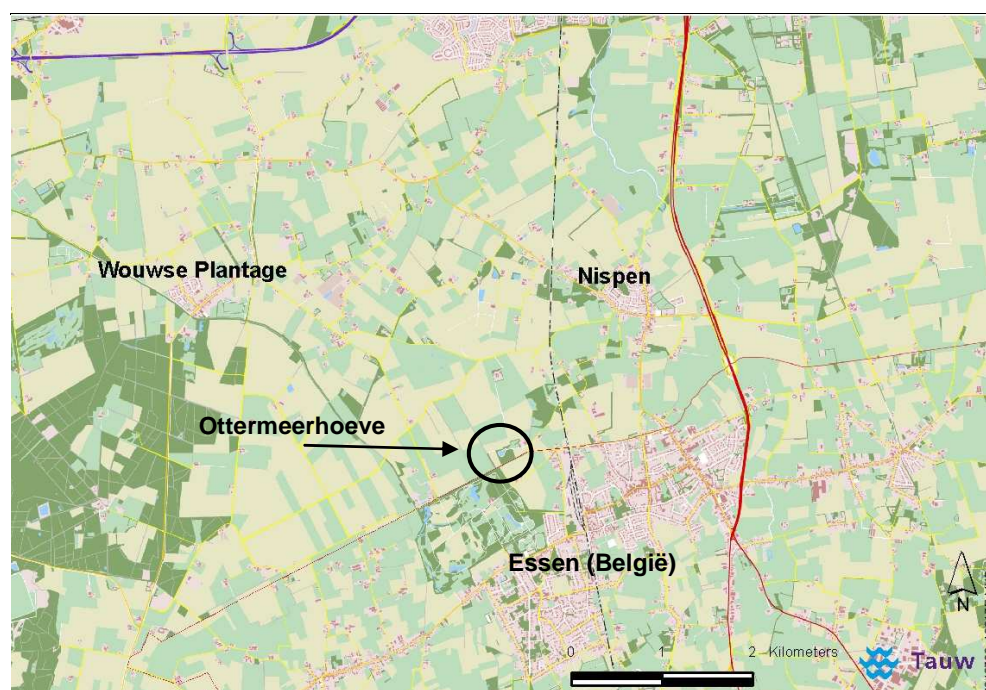 Wouwse Plantage
Nispen
Ottermeerhoeve
Essen (België)
N
0 1 2 Kilometers
Tauw